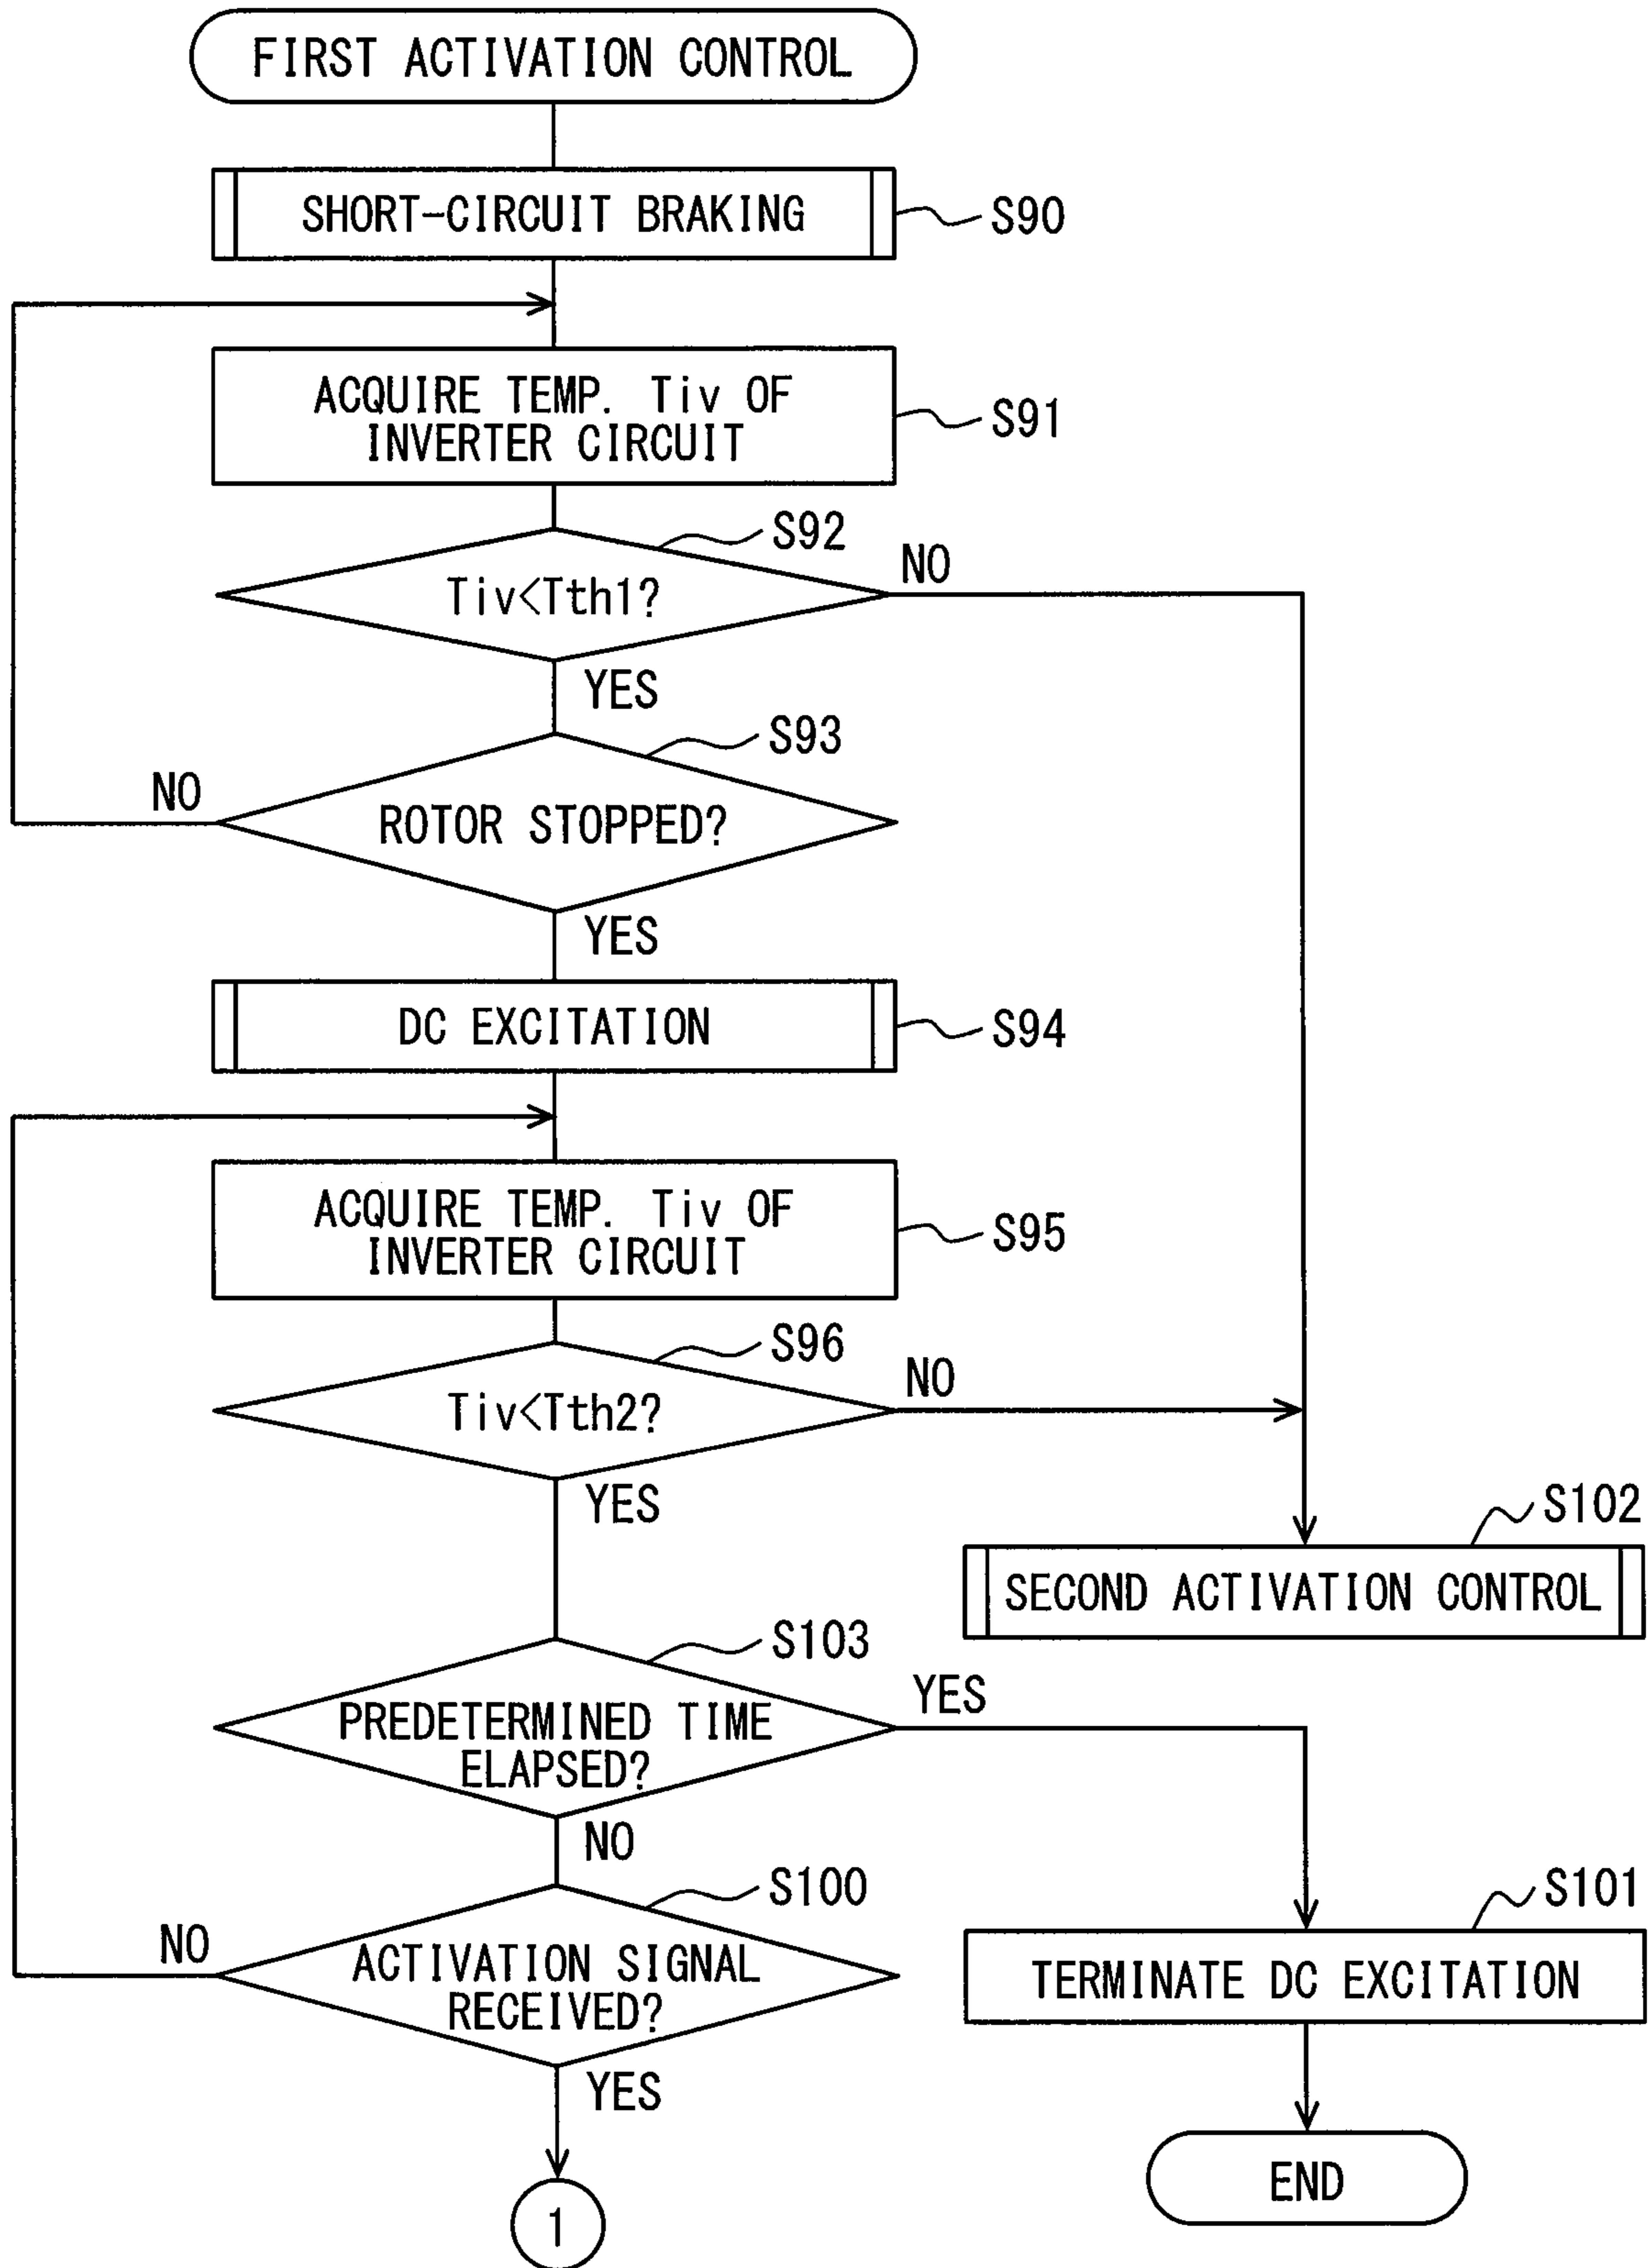 FIRST ACTIVATION CONTROL
SHORT-CIRCUIT BRAKING
S90
ACQUIRE TEMP. Tiv OF
INVERTER CIRCUIT
S91
S92
Tiv<Tth1?
NO
YES
S93
ROTOR STOPPED?
NO
YES
DC EXCITATION
S94
ACQUIRE TEMP. Tiv OF
INVERTER CIRCUIT
S95
S96
Tiv<Tth2?
NO
YES
S102
SECOND ACTIVATION CONTROL
S103
PREDETERMINED TIME
ELAPSED?
YES
NO
S100
ACTIVATION SIGNAL
RECEIVED?
NO
YES
S101
TERMINATE DC EXCITATION
END
1